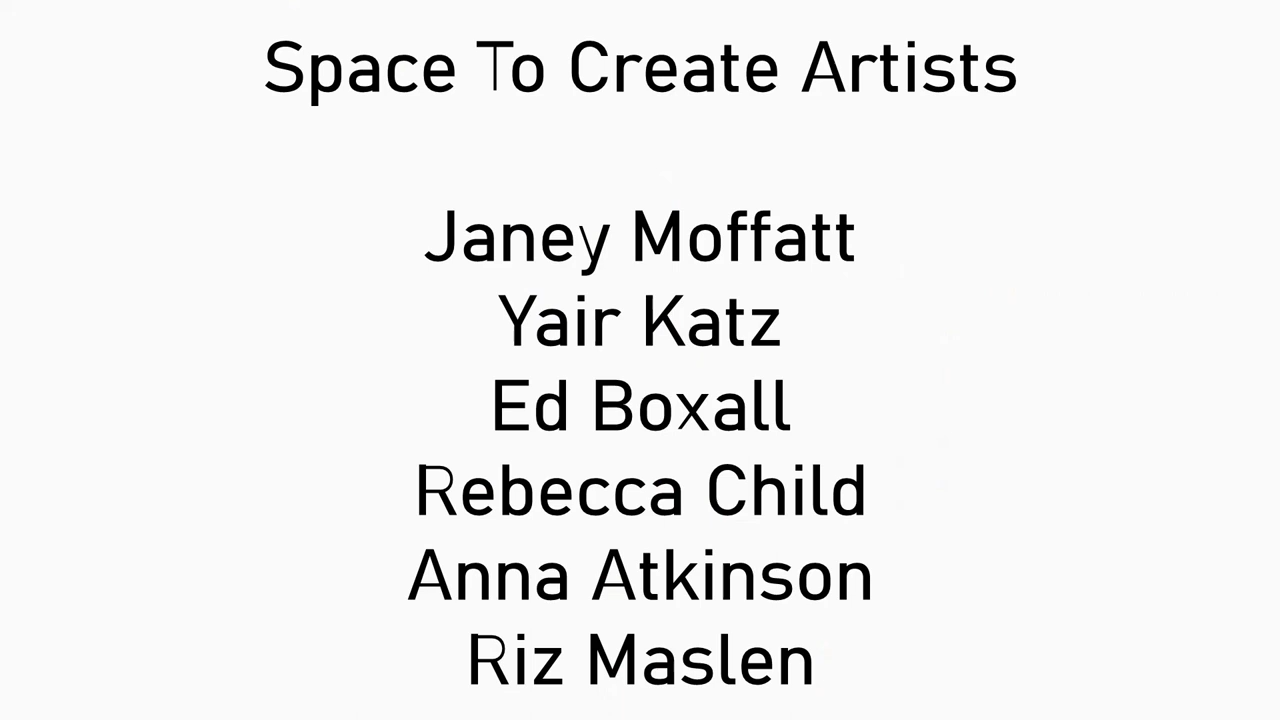 Space To Create Artists
Janey Moffatt
Yair Katz
Ed Boxall
Rebecca Child
Anna Atkinson
Riz Maslen